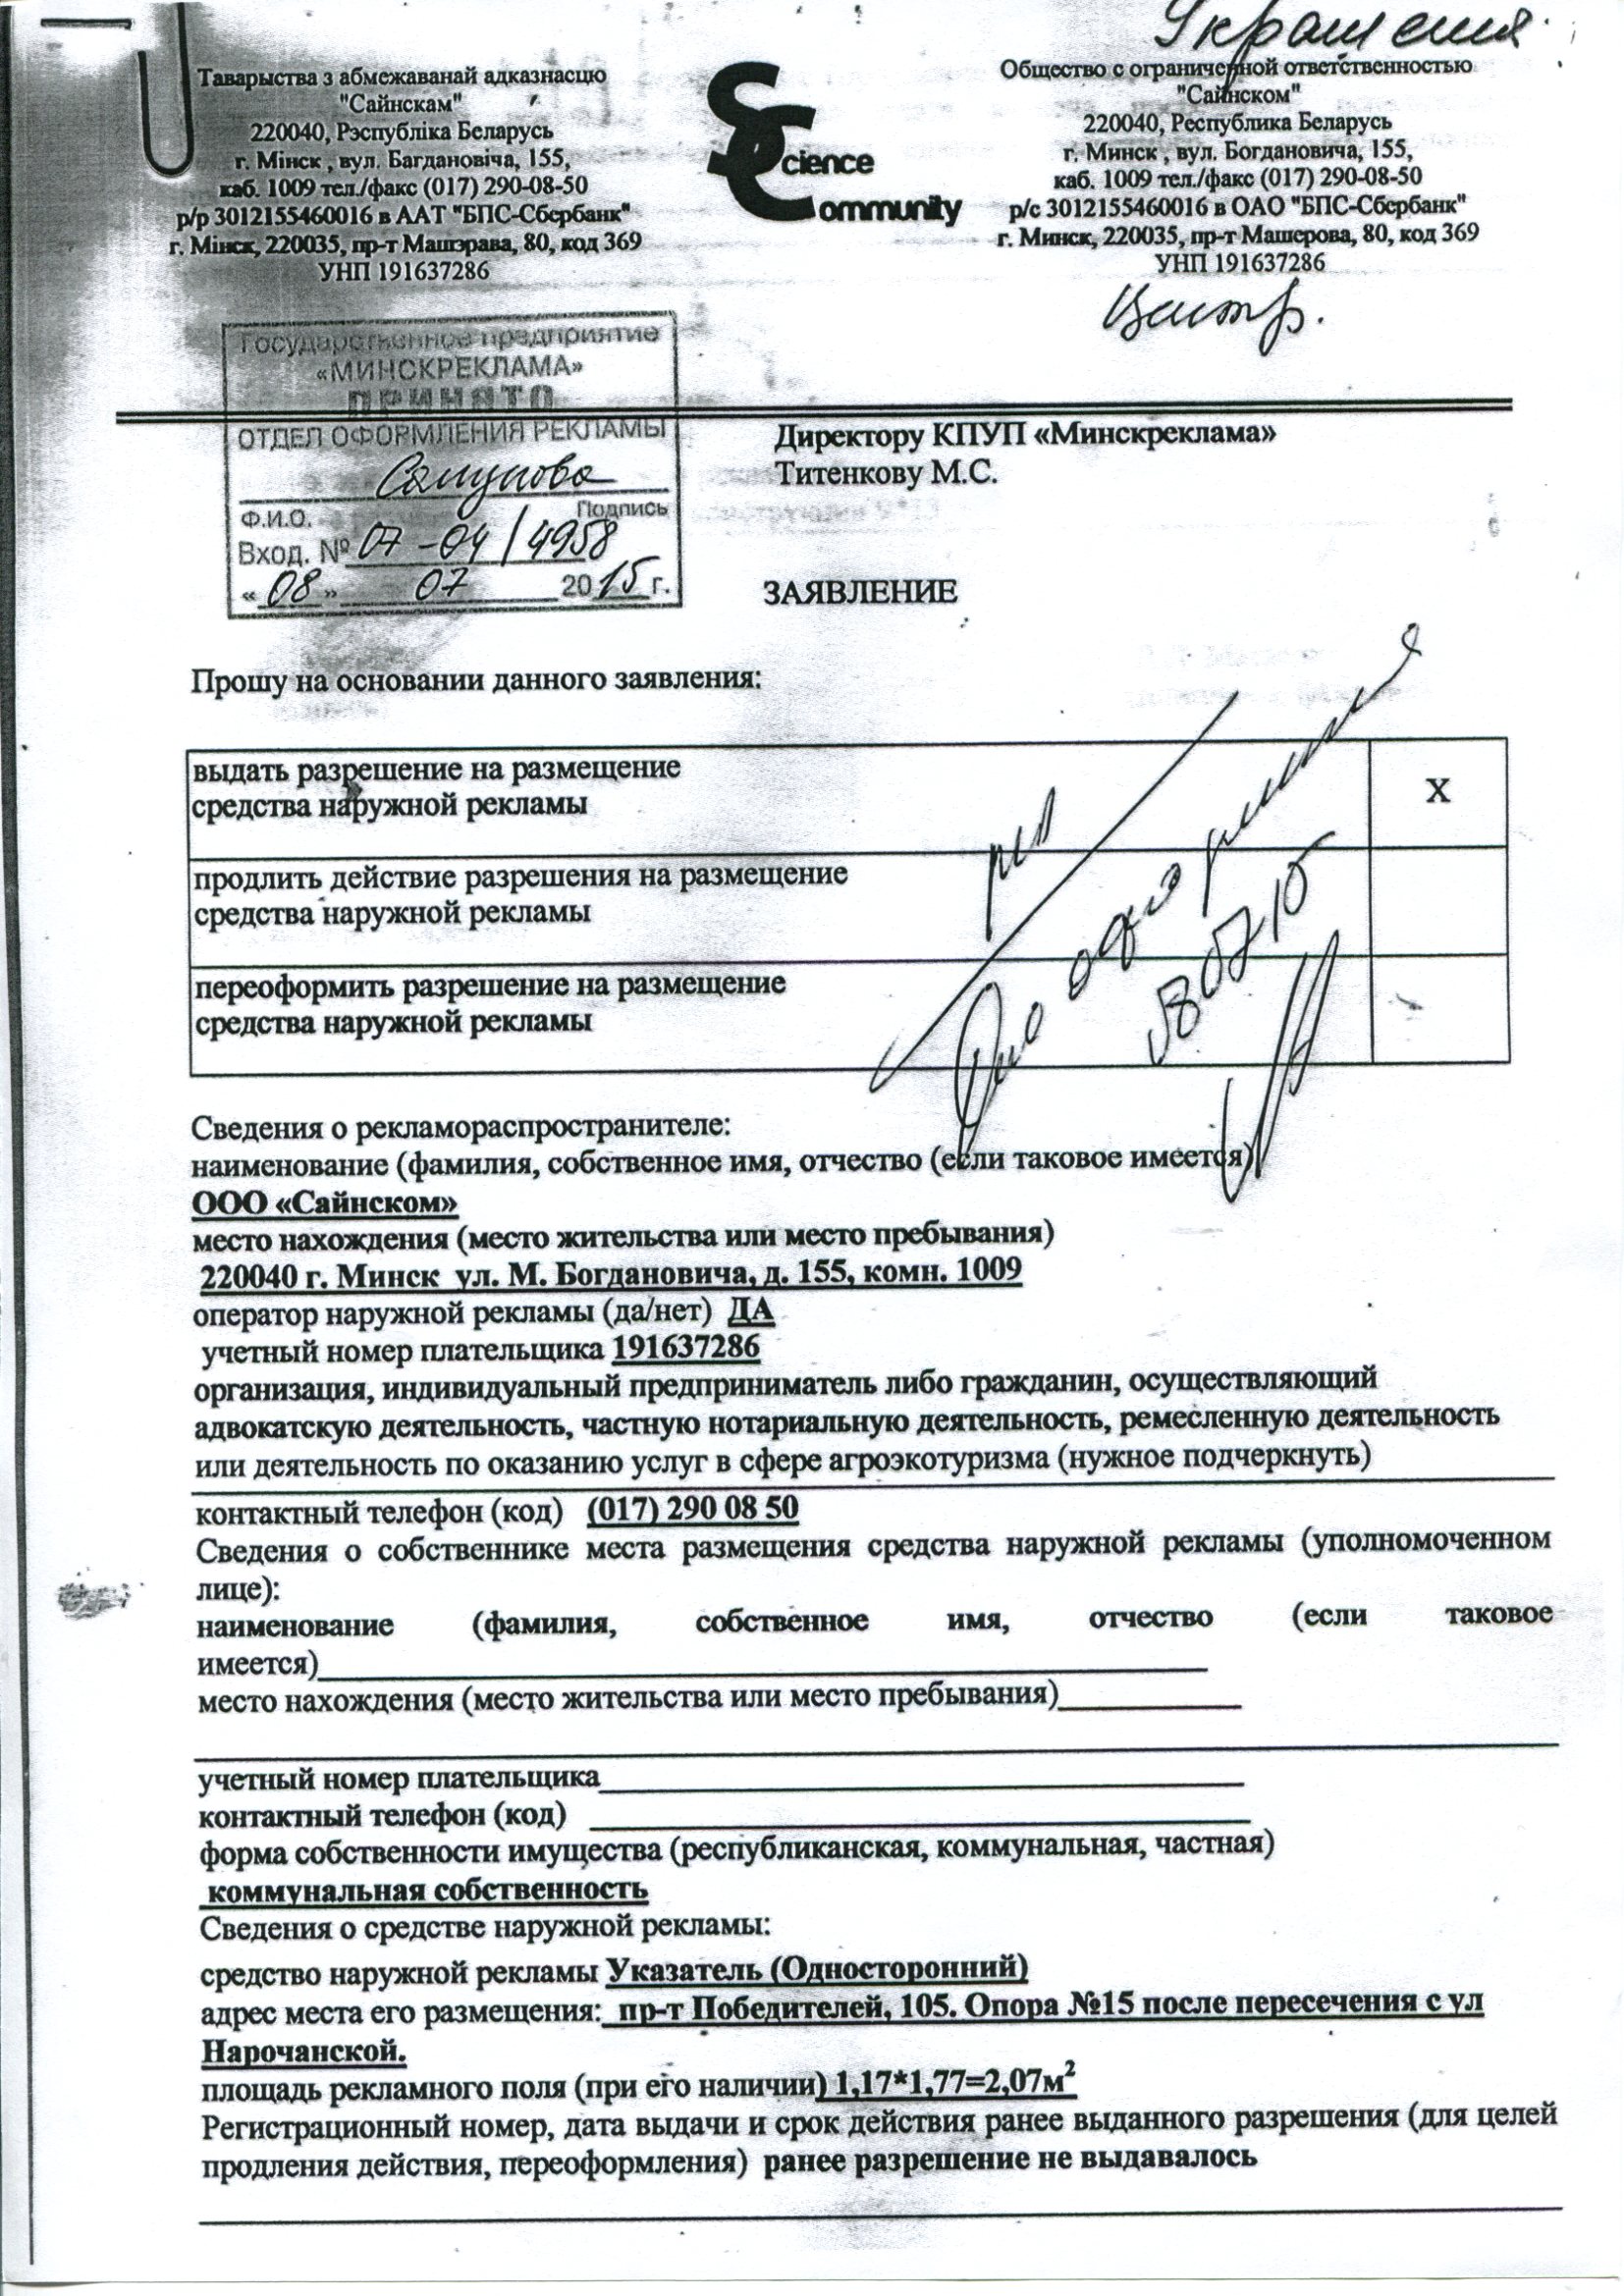 Украшения
Таварыства з абмежаванай адказнасцю
"Сайнскам"
220040, Рэспубліка Беларусь
г. Мінск , вул. Багдановіча, 155,
каб. 1009 тел./факс (017) 290-08-50
р/р 3012155460016 в ААТ "БПС-Сбербанк"
г. Мінск, 220035, пр-т Машэрава, 80, код 369
УНП 191637286
Science
Community
Общество с ограниченной ответственностью
"Сайнском"
220040, Республика Беларусь
г. Минск , вул. Богдановича, 155,
каб. 1009 тел./факс (017) 290-08-50
р/с 3012155460016 в ОАО "БПС-Сбербанк"
г. Минск, 220035, пр-т Машерова, 80, код 369
УНП 191637286
Государственное предприятие
«МИНСКРЕКЛАМА»
ПРИНЯТО
ОТДЕЛ ОФОРМЛЕНИЯ РЕКЛАМЫ
Ф.И.О. Подпись
Вход. № 07-04/4958
«08» 07 2015 г.
Директору КПУП «Минскреклама»
Титенкову М.С.
ЗАЯВЛЕНИЕ
Прошу на основании данного заявления:
выдать разрешение на размещение
средства наружной рекламы
X
продлить действие разрешения на размещение
средства наружной рекламы
переоформить разрешение на размещение
средства наружной рекламы
Сведения о рекламораспространителе:
наименование (фамилия, собственное имя, отчество (если таковое имеется)
ООО «Сайнском»
место нахождения (место жительства или место пребывания)
220040 г. Минск ул. М. Богдановича, д. 155, комн. 1009
оператор наружной рекламы (да/нет) ДА
учетный номер плательщика 191637286
организация, индивидуальный предприниматель либо гражданин, осуществляющий
адвокатскую деятельность, частную нотариальную деятельность, ремесленную деятельность
или деятельность по оказанию услуг в сфере агроэкотуризма (нужное подчеркнуть)
контактный телефон (код) (017) 290 08 50
Сведения о собственнике места размещения средства наружной рекламы (уполномоченном
лице):
наименование (фамилия, собственное имя, отчество (если таковое
имеется)
место нахождения (место жительства или место пребывания)
учетный номер плательщика
контактный телефон (код)
форма собственности имущества (республиканская, коммунальная, частная)
коммунальная собственность
Сведения о средстве наружной рекламы:
средство наружной рекламы Указатель (Односторонний)
адрес места его размещения: пр-т Победителей, 105. Опора №15 после пересечения с ул
Нарочанской.
площадь рекламного поля (при его наличии) 1,17*1,77=2,07м²
Регистрационный номер, дата выдачи и срок действия ранее выданного разрешения (для целей
продления действия, переоформления) ранее разрешение не выдавалось